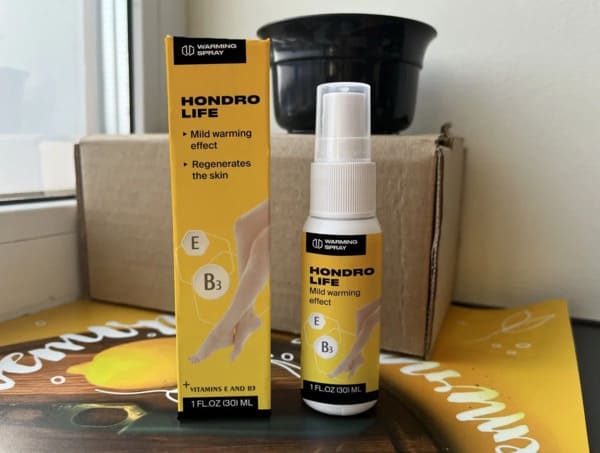 WARMING
SPRAY
HONDRO
LIFE
▸ Mild warming
effect
▸ Regenerates
the skin
E
B3
+VITAMINS E AND B3
1 FL.OZ (30) ML
WARMING
SPRAY
HONDRO
LIFE
Mild warming
effect
E
B3
1 FL.OZ (30) ML